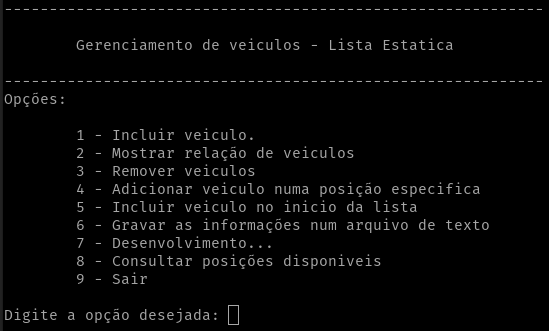 ------------------------------------------------------------
Gerenciamento de veiculos - Lista Estatica
------------------------------------------------------------
Opções:
1 - Incluir veiculo.
2 - Mostrar relação de veiculos
3 - Remover veiculos
4 - Adicionar veiculo numa posição especifica
5 - Incluir veiculo no inicio da lista
6 - Gravar as informações num arquivo de texto
7 - Desenvolvimento...
8 - Consultar posições disponiveis
9 - Sair
Digite a opção desejada: